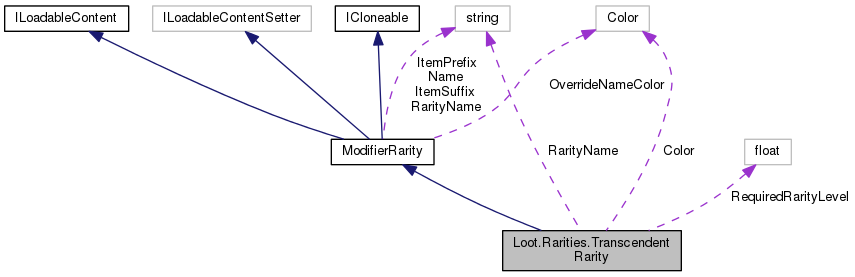 ILoadableContent
ILoadableContentSetter
ICloneable
string
Color
ItemPrefix
Name
ItemSuffix
RarityName
OverrideNameColor
ModifierRarity
RarityName
Color
float
RequiredRarityLevel
Loot.Rarities.Transcendent
Rarity